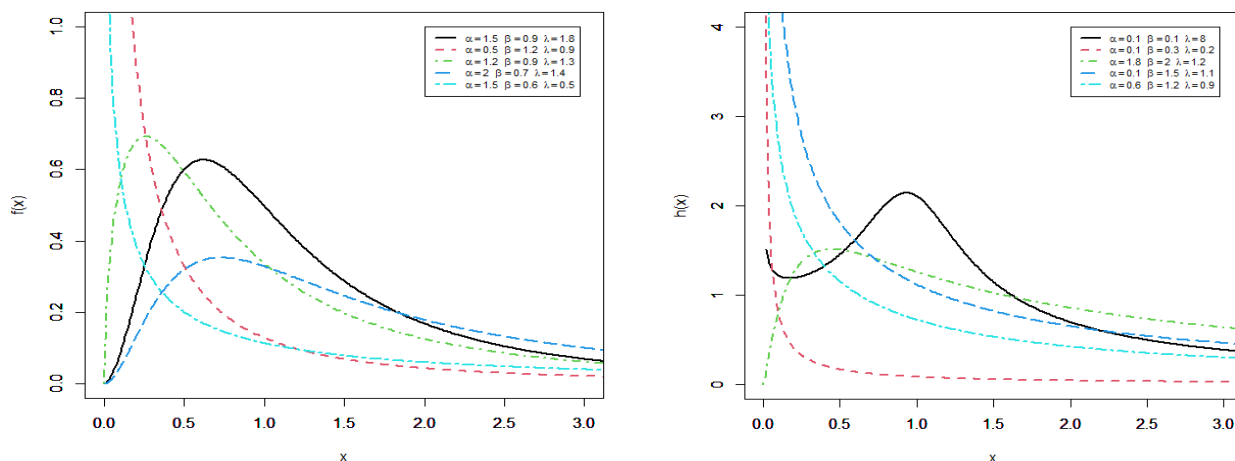 f(x)
1.0
0.8
0.6
0.4
0.2
0.0
α=1.5 β=0.9 λ=1.8
α=0.5 β=1.2 λ=0.9
α=1.2 β=0.9 λ=1.3
α=2 β=0.7 λ=1.4
α=1.5 β=0.6 λ=0.5
0.0 0.5 1.0 1.5 2.0 2.5 3.0
x
h(x)
4
3
2
1
0
α=0.1 β=0.1 λ=8
α=0.1 β=0.3 λ=0.2
α=1.8 β=2 λ=1.2
α=0.1 β=1.5 λ=1.1
α=0.6 β=1.2 λ=0.9
0.0 0.5 1.0 1.5 2.0 2.5 3.0
x